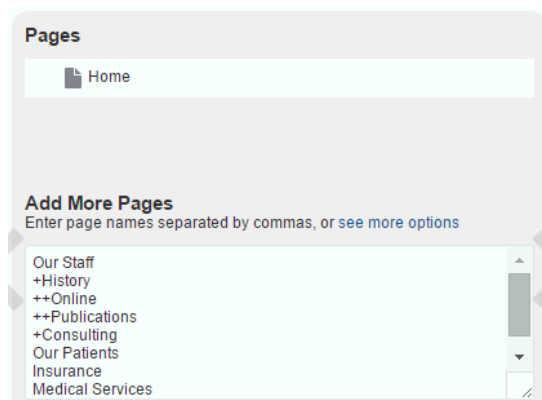 Pages
Home
Add More Pages
Enter page names separated by commas, or see more options
Our Staff
+History
++Online
++Publications
+Consulting
Our Patients
Insurance
Medical Services